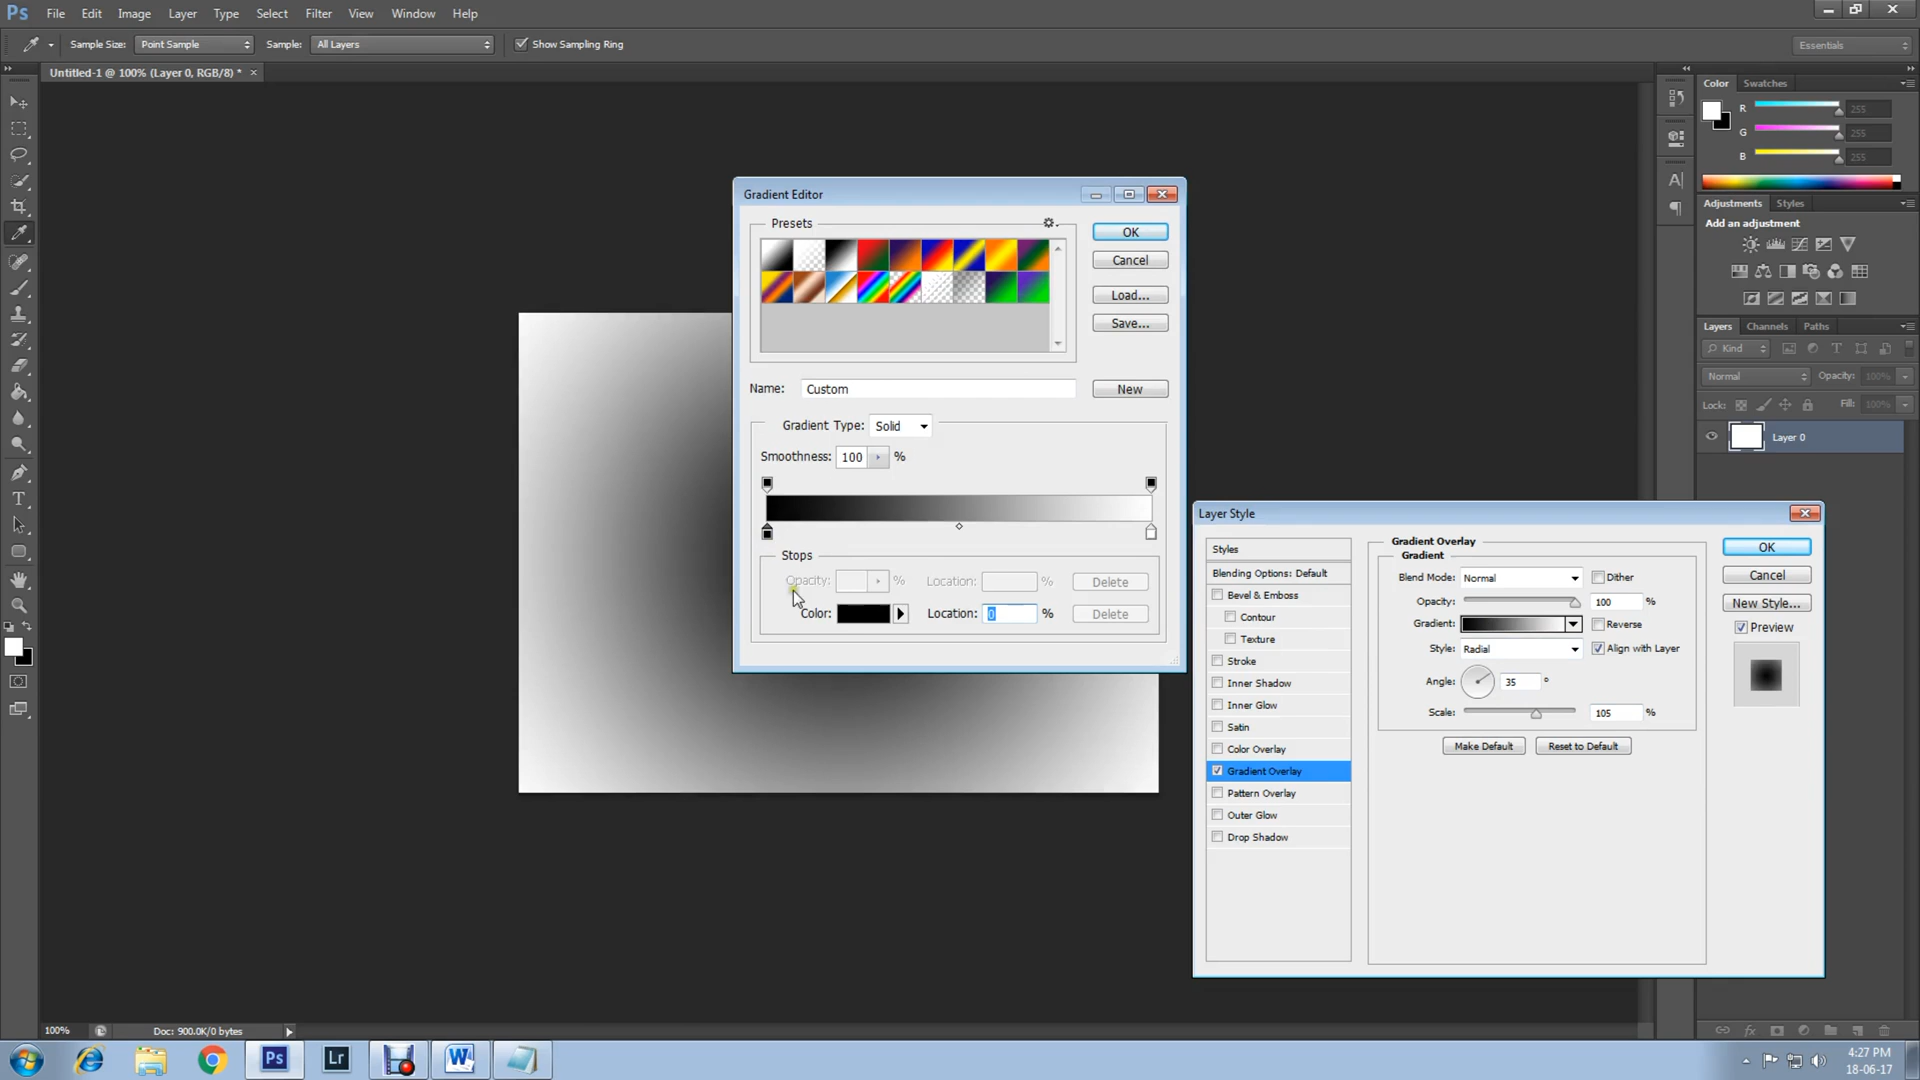 Ps File Edit Image Layer Type Select Filter View Window Help
Sample Size: Point Sample Sample: All Layers Show Sampling Ring Essentials
Untitled-1 @ 100% (Layer 0, RGB/8) *
Color Swatches
R 255
G 255
B 255
Adjustments Styles
Add an adjustment
Layers Channels Paths
Kind
Normal Opacity: 100%
Lock: Fill: 100%
Layer 0
Gradient Editor
Presets
OK
Cancel
Load...
Save...
Name: Custom New
Gradient Type: Solid
Smoothness: 100 %
Stops
Opacity: % Location: % Delete
Color: Location: 0 % Delete
Layer Style
Styles
Blending Options: Default
Bevel & Emboss
Contour
Texture
Stroke
Inner Shadow
Inner Glow
Satin
Color Overlay
Gradient Overlay
Pattern Overlay
Outer Glow
Drop Shadow
Gradient Overlay
Gradient
Blend Mode: Normal Dither
Opacity: 100 %
Gradient: Reverse
Style: Radial Align with Layer
Angle: 35 °
Scale: 105 %
Make Default Reset to Default
OK
Cancel
New Style...
Preview
100% Doc: 900.0K/0 bytes
Ps Lr W
4:27 PM
18-06-17